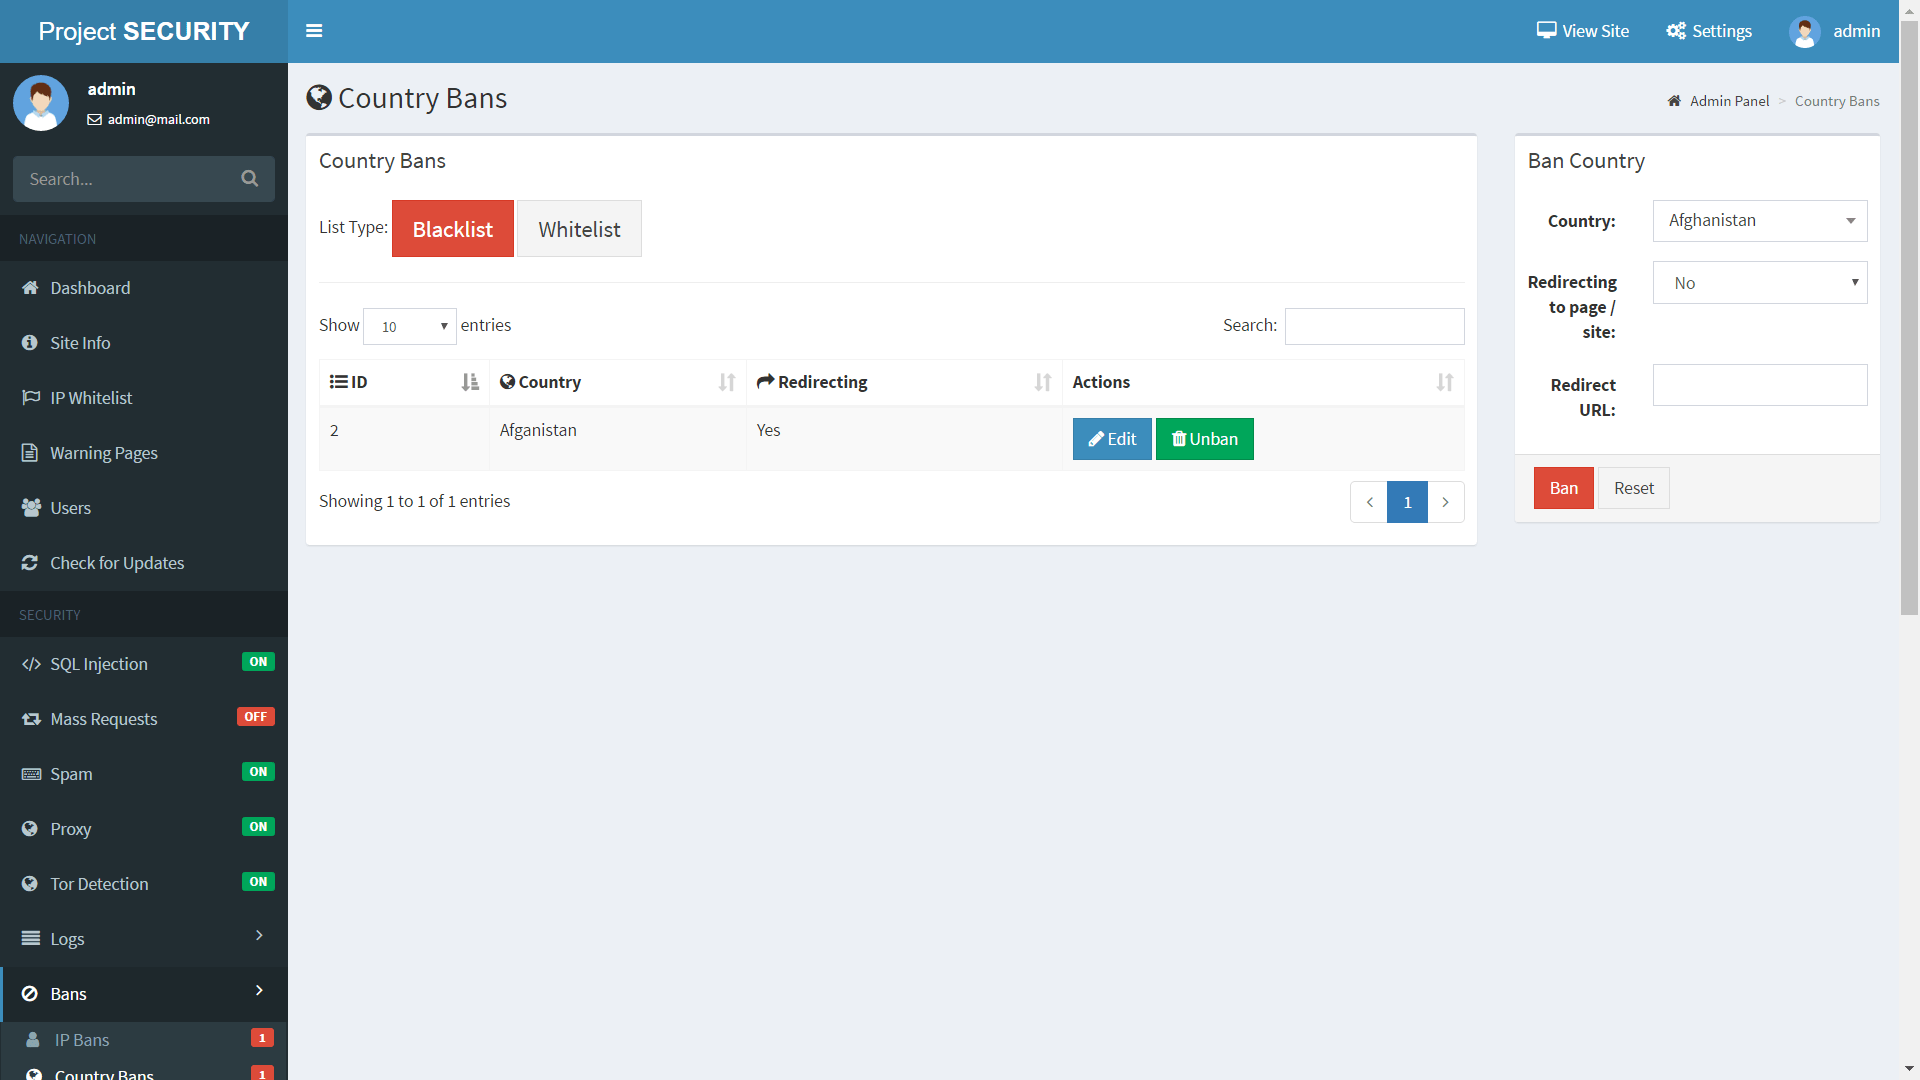 Project SECURITY
View Site
Settings
admin
admin
admin@mail.com
Search...
NAVIGATION
Dashboard
Site Info
IP Whitelist
Warning Pages
Users
Check for Updates
SECURITY
SQL Injection ON
Mass Requests OFF
Spam ON
Proxy ON
Tor Detection ON
Logs
Bans
IP Bans 1
Country Bans 1
Country Bans
Admin Panel > Country Bans
Country Bans
List Type: Blacklist Whitelist
Show 10 entries
Search:
ID Country Redirecting Actions
2 Afganistan Yes Edit Unban
Showing 1 to 1 of 1 entries
< 1 >
Ban Country
Country: Afghanistan
Redirecting
to page /
site:
No
Redirect
URL:
Ban Reset